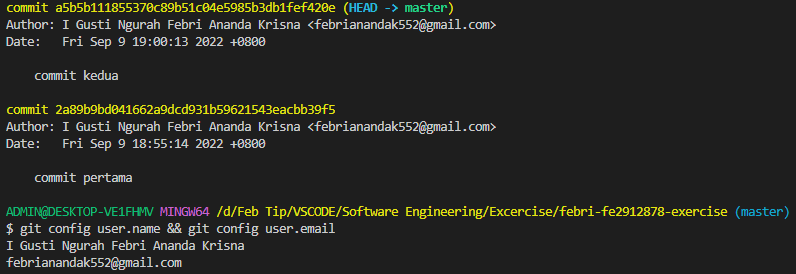 commit a5b5b111855370c89b51c04e5985b3db1fef420e (HEAD -> master)
Author: I Gusti Ngurah Febri Ananda Krisna <febrianandak552@gmail.com>
Date:   Fri Sep 9 19:00:13 2022 +0800
    commit kedua
commit 2a89b9bd041662a9dcd931b59621543eacbb39f5
Author: I Gusti Ngurah Febri Ananda Krisna <febrianandak552@gmail.com>
Date:   Fri Sep 9 18:55:14 2022 +0800
    commit pertama
ADMIN@DESKTOP-VE1FHMV MINGW64 /d/Feb Tip/VSCODE/Software Engineering/Excercise/febri-fe2912878-exercise (master)
$ git config user.name && git config user.email
I Gusti Ngurah Febri Ananda Krisna
febrianandak552@gmail.com